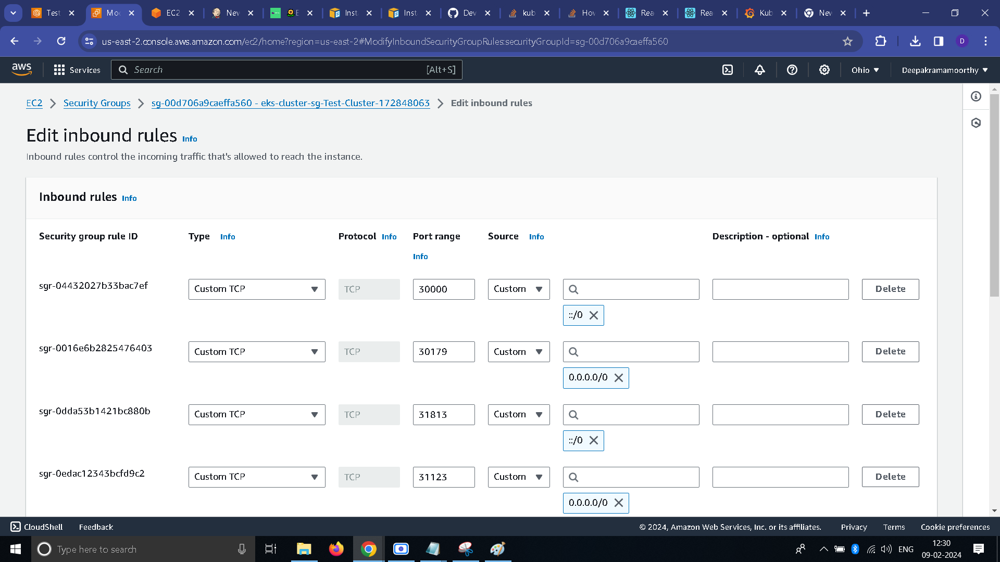 Test
Mod
EC2
New
E
Inst
Inst
Dev
kub
How
Rea
Rea
Kub
New
us-east-2.console.aws.amazon.com/ec2/home?region=us-east-2#ModifyInboundSecurityGroupRules:securityGroupId=sg-00d706a9caeffa560
D
aws
Services
Search
[Alt+S]
Ohio
Deepakramamoorthy
EC2 > Security Groups > sg-00d706a9caeffa560 - eks-cluster-sg-Test-Cluster-172848063 > Edit inbound rules
Edit inbound rules Info
Inbound rules control the incoming traffic that's allowed to reach the instance.
Inbound rules Info
Security group rule ID Type Info Protocol Info Port range Source Info Description - optional Info
Info
sgr-04432027b33bac7ef Custom TCP TCP 30000 Custom Delete
::/0
sgr-0016e6b2825476403 Custom TCP TCP 30179 Custom Delete
0.0.0.0/0
sgr-0dda53b1421bc880b Custom TCP TCP 31813 Custom Delete
::/0
sgr-0edac12343bcfd9c2 Custom TCP TCP 31123 Custom Delete
0.0.0.0/0
CloudShell Feedback © 2024, Amazon Web Services, Inc. or its affiliates. Privacy Terms Cookie preferences
Type here to search
ENG
12:30
09-02-2024